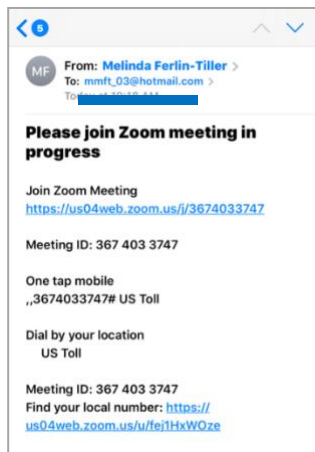 5
MF
From: Melinda Ferlin-Tiller >
To: mmft_03@hotmail.com >
Please join Zoom meeting in
progress
Join Zoom Meeting
https://us04web.zoom.us/j/3674033747
Meeting ID: 367 403 3747
One tap mobile
,,3674033747# US Toll
Dial by your location
US Toll
Meeting ID: 367 403 3747
Find your local number: https://
us04web.zoom.us/u/fej1HxWOze